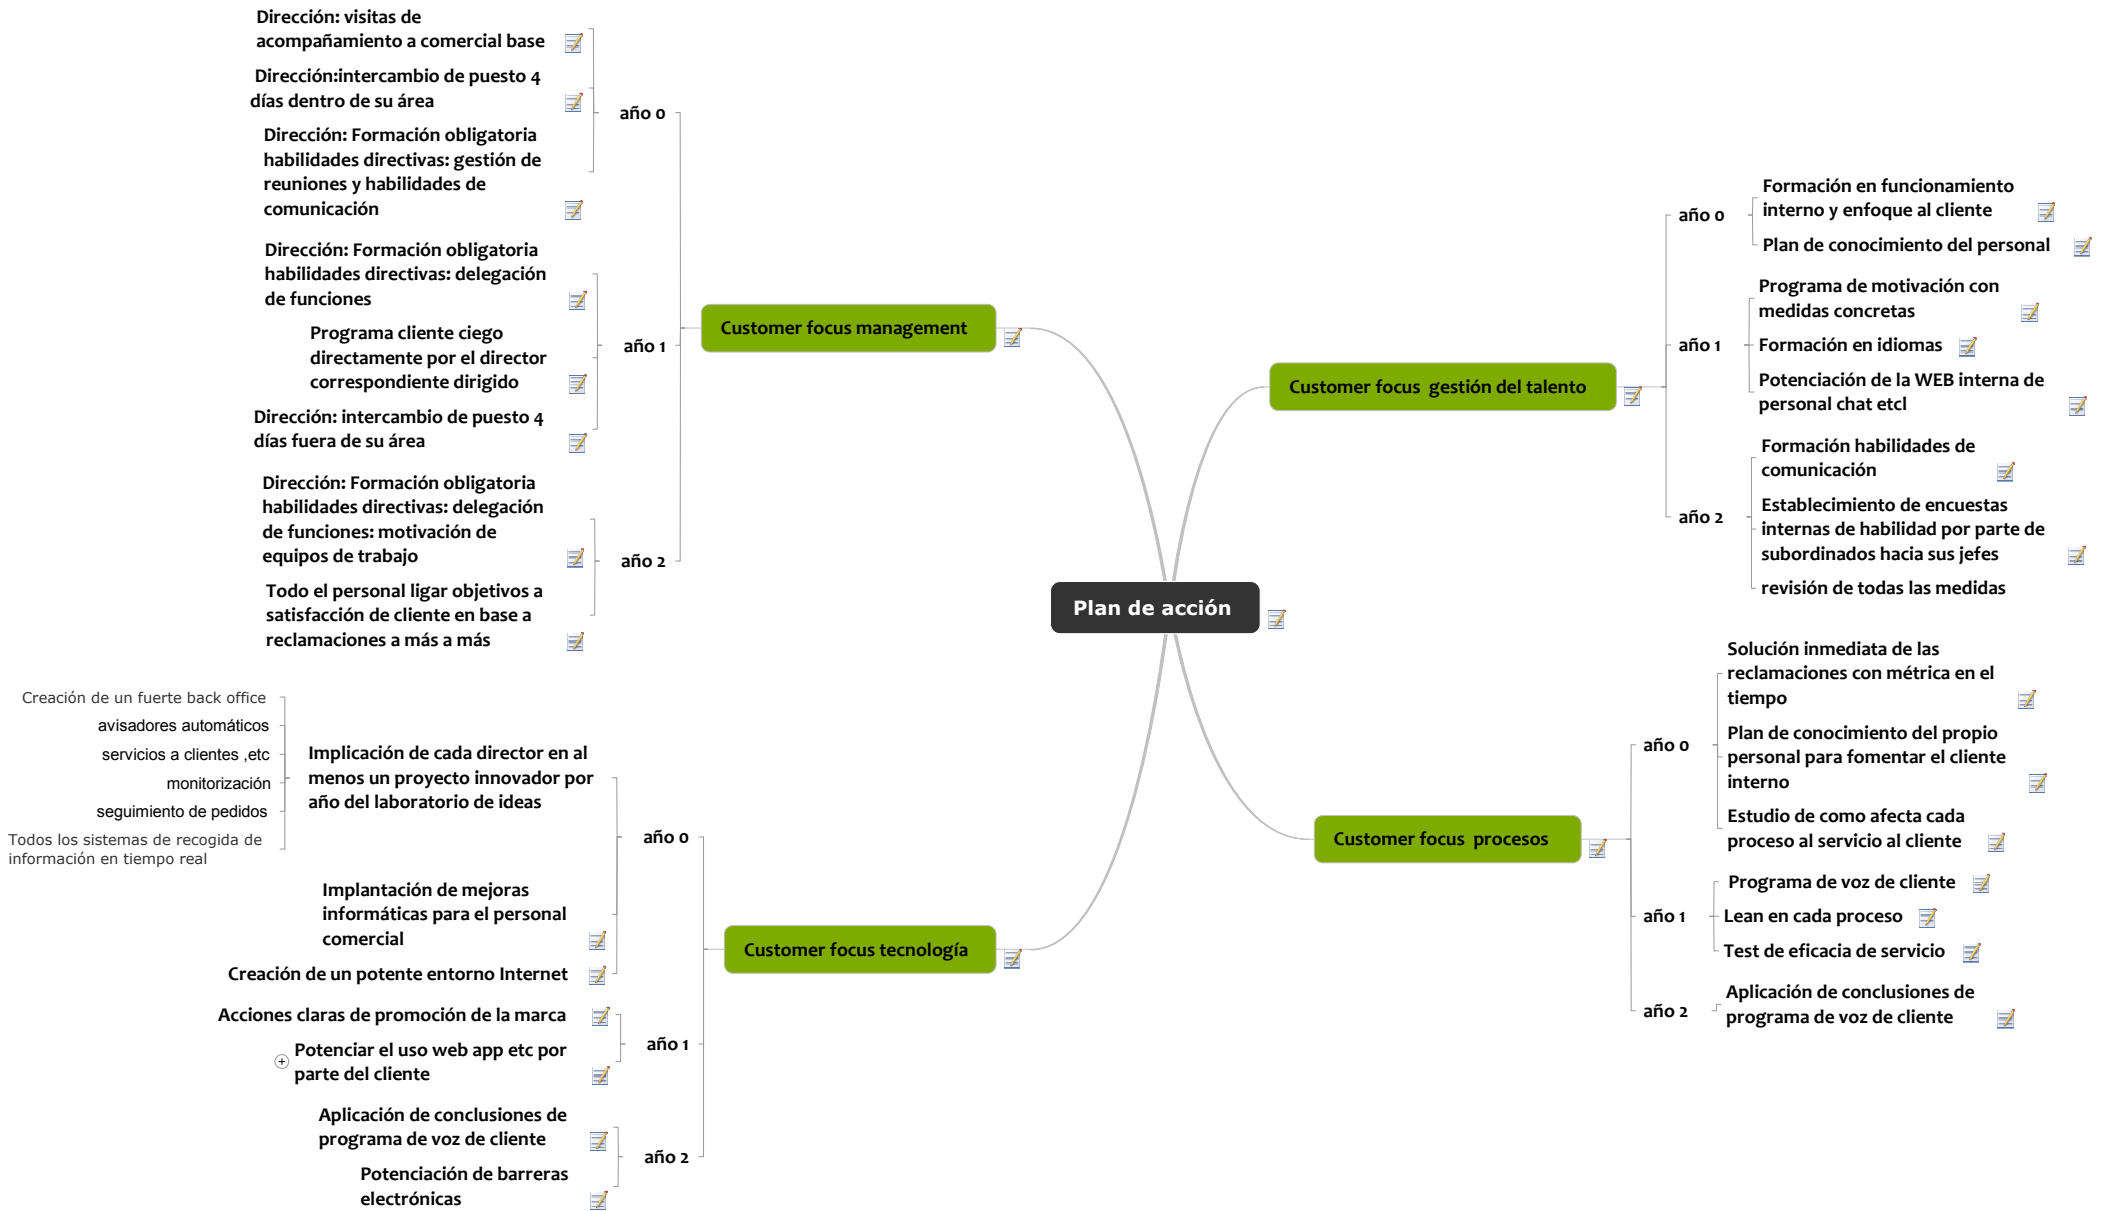 Plan de acción
Customer focus management
año 0
Dirección: visitas de
acompañamiento a comercial base
Dirección:intercambio de puesto 4
días dentro de su área
Dirección: Formación obligatoria
habilidades directivas: gestión de
reuniones y habilidades de
comunicación
año 1
Dirección: Formación obligatoria
habilidades directivas: delegación
de funciones
Programa cliente ciego
directamente por el director
correspondiente dirigido
Dirección: intercambio de puesto 4
días fuera de su área
año 2
Dirección: Formación obligatoria
habilidades directivas: delegación
de funciones: motivación de
equipos de trabajo
Todo el personal ligar objetivos a
satisfacción de cliente en base a
reclamaciones a más a más
Customer focus tecnología
año 0
Implicación de cada director en al
menos un proyecto innovador por
año del laboratorio de ideas
Creación de un fuerte back office
avisadores automáticos
servicios a clientes ,etc
monitorización
seguimiento de pedidos
Todos los sistemas de recogida de
información en tiempo real
Implantación de mejoras
informáticas para el personal
comercial
Creación de un potente entorno Internet
año 1
Acciones claras de promoción de la marca
Potenciar el uso web app etc por
parte del cliente
año 2
Aplicación de conclusiones de
programa de voz de cliente
Potenciación de barreras
electrónicas
Customer focus  gestión del talento
año 0
Formación en funcionamiento
interno y enfoque al cliente
Plan de conocimiento del personal
año 1
Programa de motivación con
medidas concretas
Formación en idiomas
Potenciación de la WEB interna de
personal chat etcl
año 2
Formación habilidades de
comunicación
Establecimiento de encuestas
internas de habilidad por parte de
subordinados hacia sus jefes
revisión de todas las medidas
Customer focus  procesos
año 0
Solución inmediata de las
reclamaciones con métrica en el
tiempo
Plan de conocimiento del propio
personal para fomentar el cliente
interno
Estudio de como afecta cada
proceso al servicio al cliente
año 1
Programa de voz de cliente
Lean en cada proceso
Test de eficacia de servicio
año 2
Aplicación de conclusiones de
programa de voz de cliente